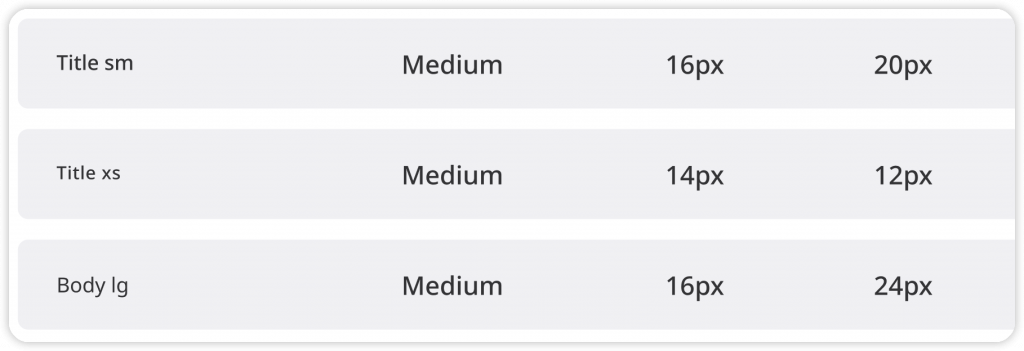 Title sm Medium 16px 20px
Title xs Medium 14px 12px
Body lg Medium 16px 24px